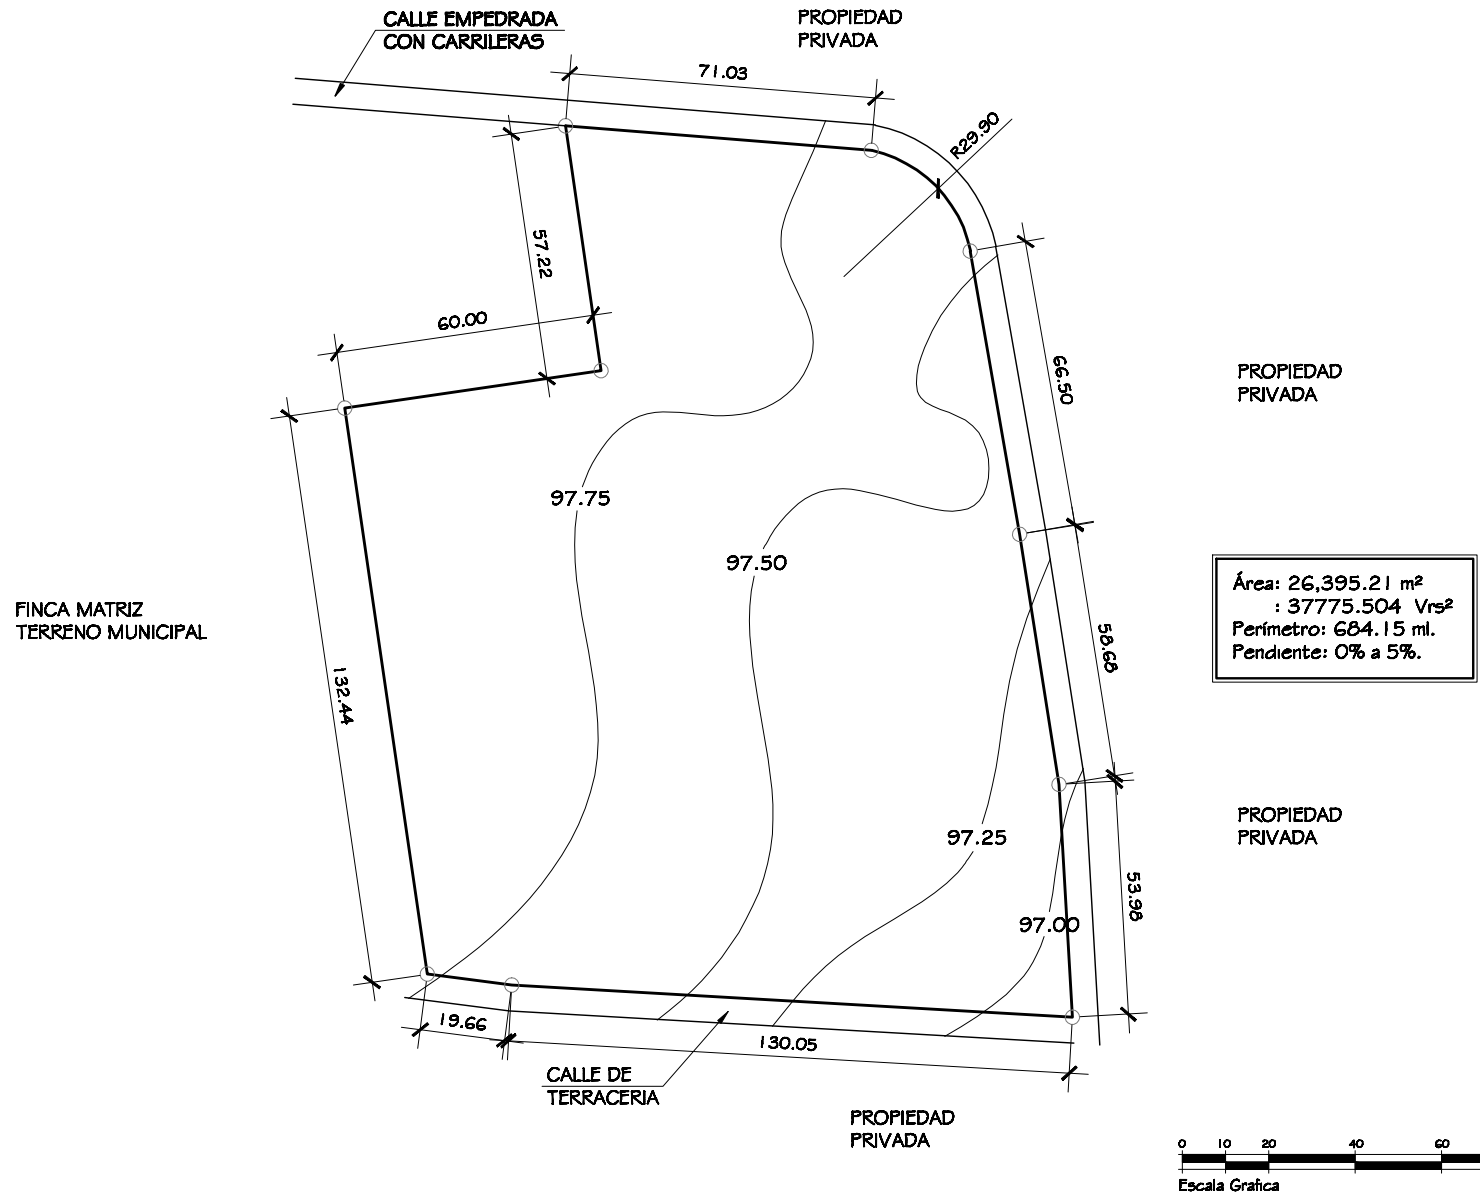 CALLE EMPEDRADA
CON CARRILERAS
PROPIEDAD
PRIVADA
71.03
R29.90
57.22
60.00
66.50
PROPIEDAD
PRIVADA
97.75
97.50
Área: 26,395.21 m²
: 37775.504 Vrs²
Perímetro: 684.15 ml.
Pendiente: 0% a 5%.
FINCA MATRIZ
TERRENO MUNICIPAL
58.68
132.44
97.25
PROPIEDAD
PRIVADA
53.98
97.00
19.66
130.05
CALLE DE
TERRACERIA
PROPIEDAD
PRIVADA
0 10 20 40 60
Escala Grafica